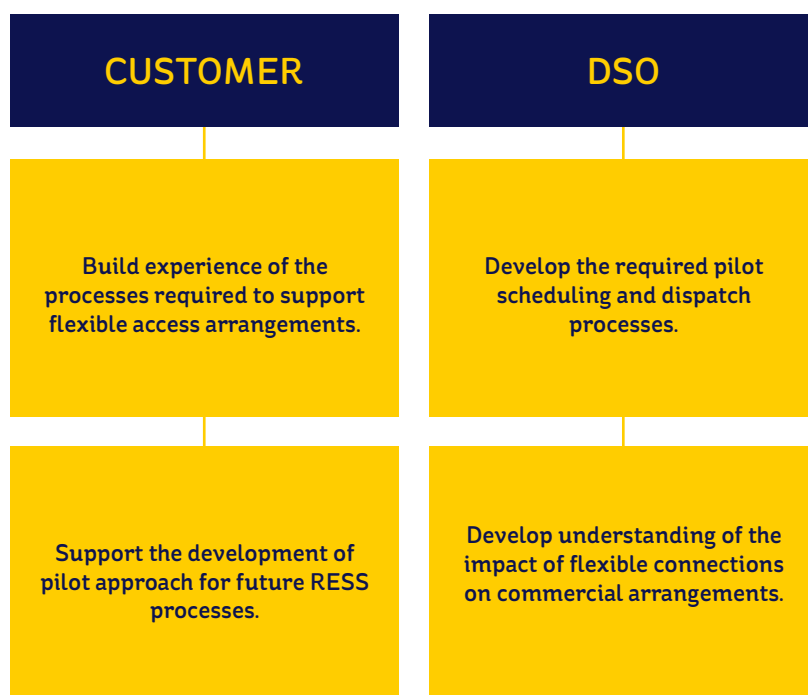 CUSTOMER
Build experience of the
processes required to support
flexible access arrangements.
Support the development of
pilot approach for future RESS
processes.
DSO
Develop the required pilot
scheduling and dispatch
processes.
Develop understanding of the
impact of flexible connections
on commercial arrangements.